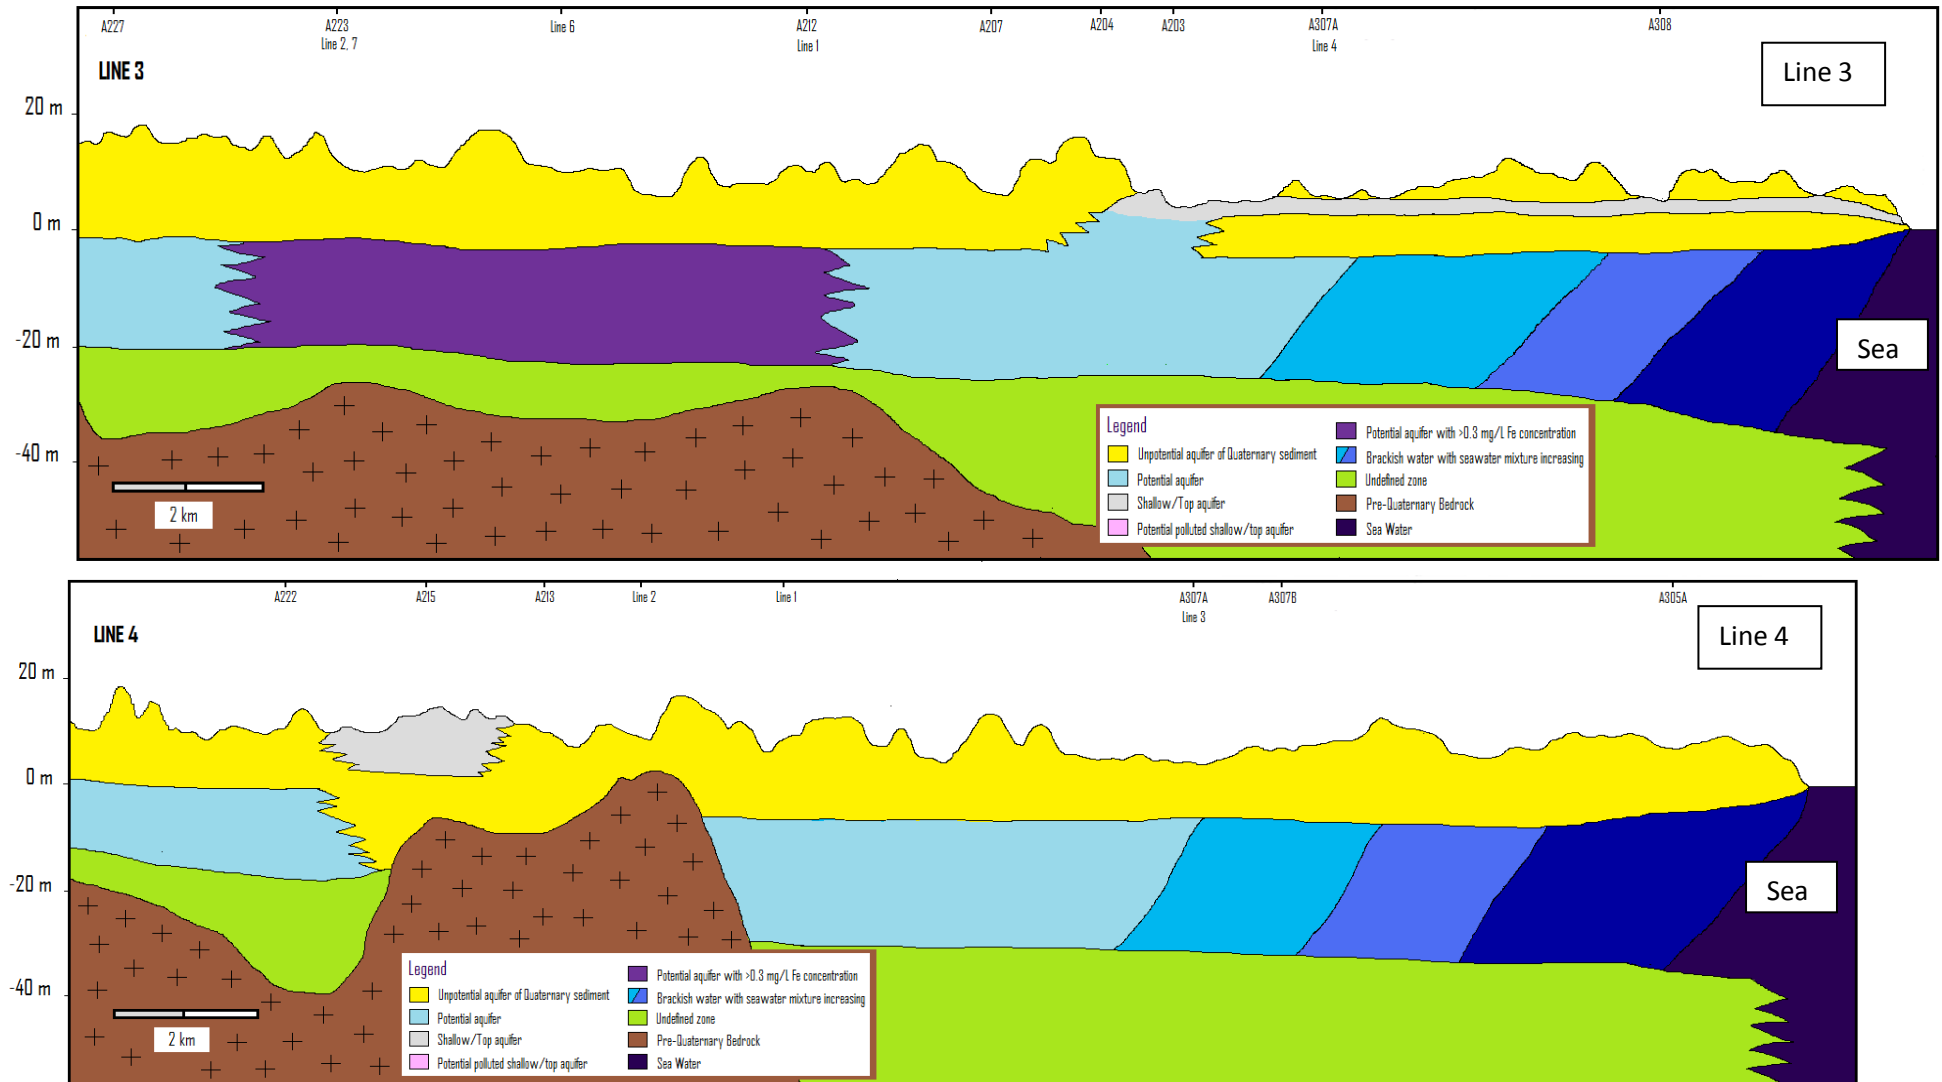 A227 A223 Line 6 A212 A207 A204 A203 A307A A308
Line 2, 7 Line 1 Line 4
LINE 3
Line 3
20 m
0 m
-20 m
Sea
-40 m
2 km
Legend
Unpotential aquifer of Quaternary sediment
Potential aquifer
Shallow/Top aquifer
Potential polluted shallow/top aquifer
Potential aquifer with >0.3 mg/L Fe concentration
Brackish water with seawater mixture increasing
Undefined zone
Pre-Quaternary Bedrock
Sea Water
A222 A215 A213 Line 2 Line 1 A307A A307B A305A
Line 3
LINE 4
Line 4
20 m
0 m
-20 m
Sea
-40 m
2 km
Legend
Unpotential aquifer of Quaternary sediment
Potential aquifer
Shallow/Top aquifer
Potential polluted shallow/top aquifer
Potential aquifer with >0.3 mg/L Fe concentration
Brackish water with seawater mixture increasing
Undefined zone
Pre-Quaternary Bedrock
Sea Water